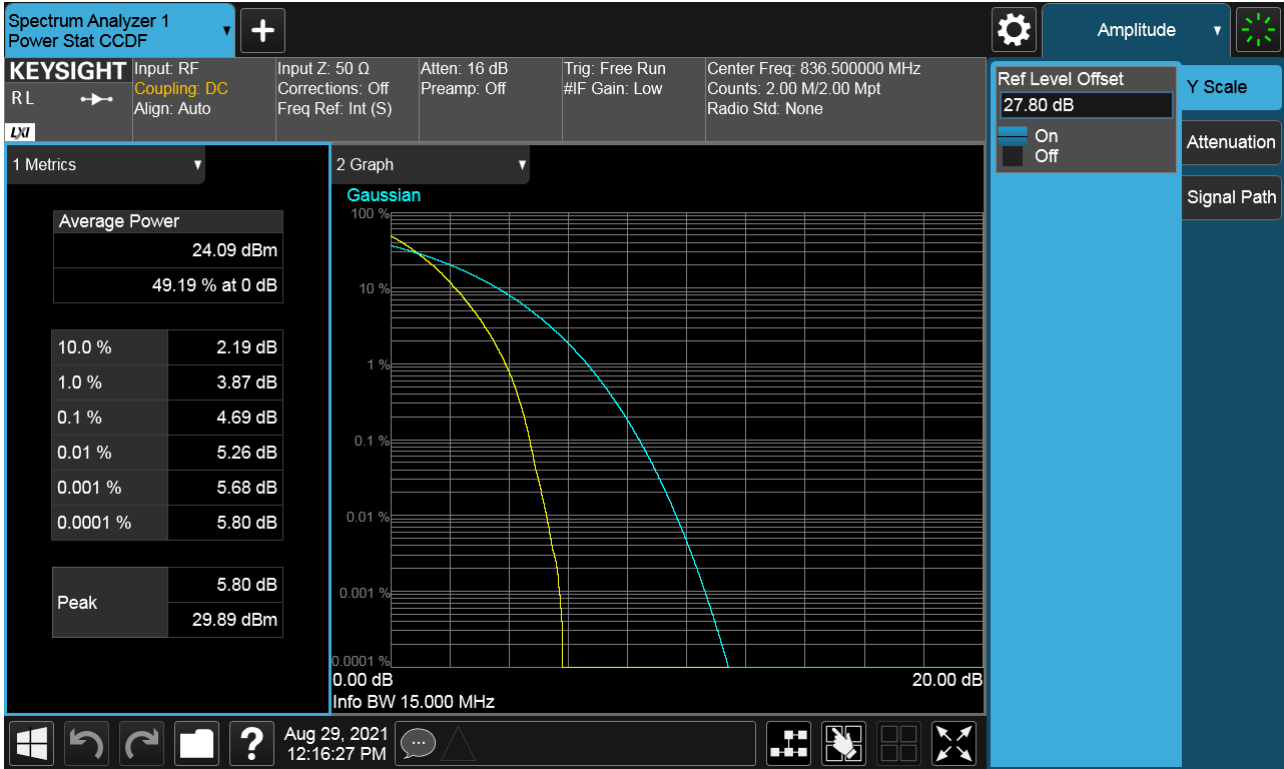 Spectrum Analyzer 1
Power Stat CCDF
Amplitude
KEYSIGHT
RL
LXI
Input: RF
Coupling: DC
Align: Auto
Input Z: 50 Ω
Corrections: Off
Freq Ref: Int (S)
Atten: 16 dB
Preamp: Off
Trig: Free Run
#IF Gain: Low
Center Freq: 836.500000 MHz
Counts: 2.00 M/2.00 Mpt
Radio Std: None
Ref Level Offset
27.80 dB
On
Off
Y Scale
Attenuation
Signal Path
1 Metrics
Average Power
24.09 dBm
49.19 % at 0 dB
10.0 % 2.19 dB
1.0 % 3.87 dB
0.1 % 4.69 dB
0.01 % 5.26 dB
0.001 % 5.68 dB
0.0001 % 5.80 dB
Peak
5.80 dB
29.89 dBm
2 Graph
Gaussian
100 %
10 %
1 %
0.1 %
0.01 %
0.001 %
0.0001 %
0.00 dB
20.00 dB
Info BW 15.000 MHz
?
Aug 29, 2021
12:16:27 PM